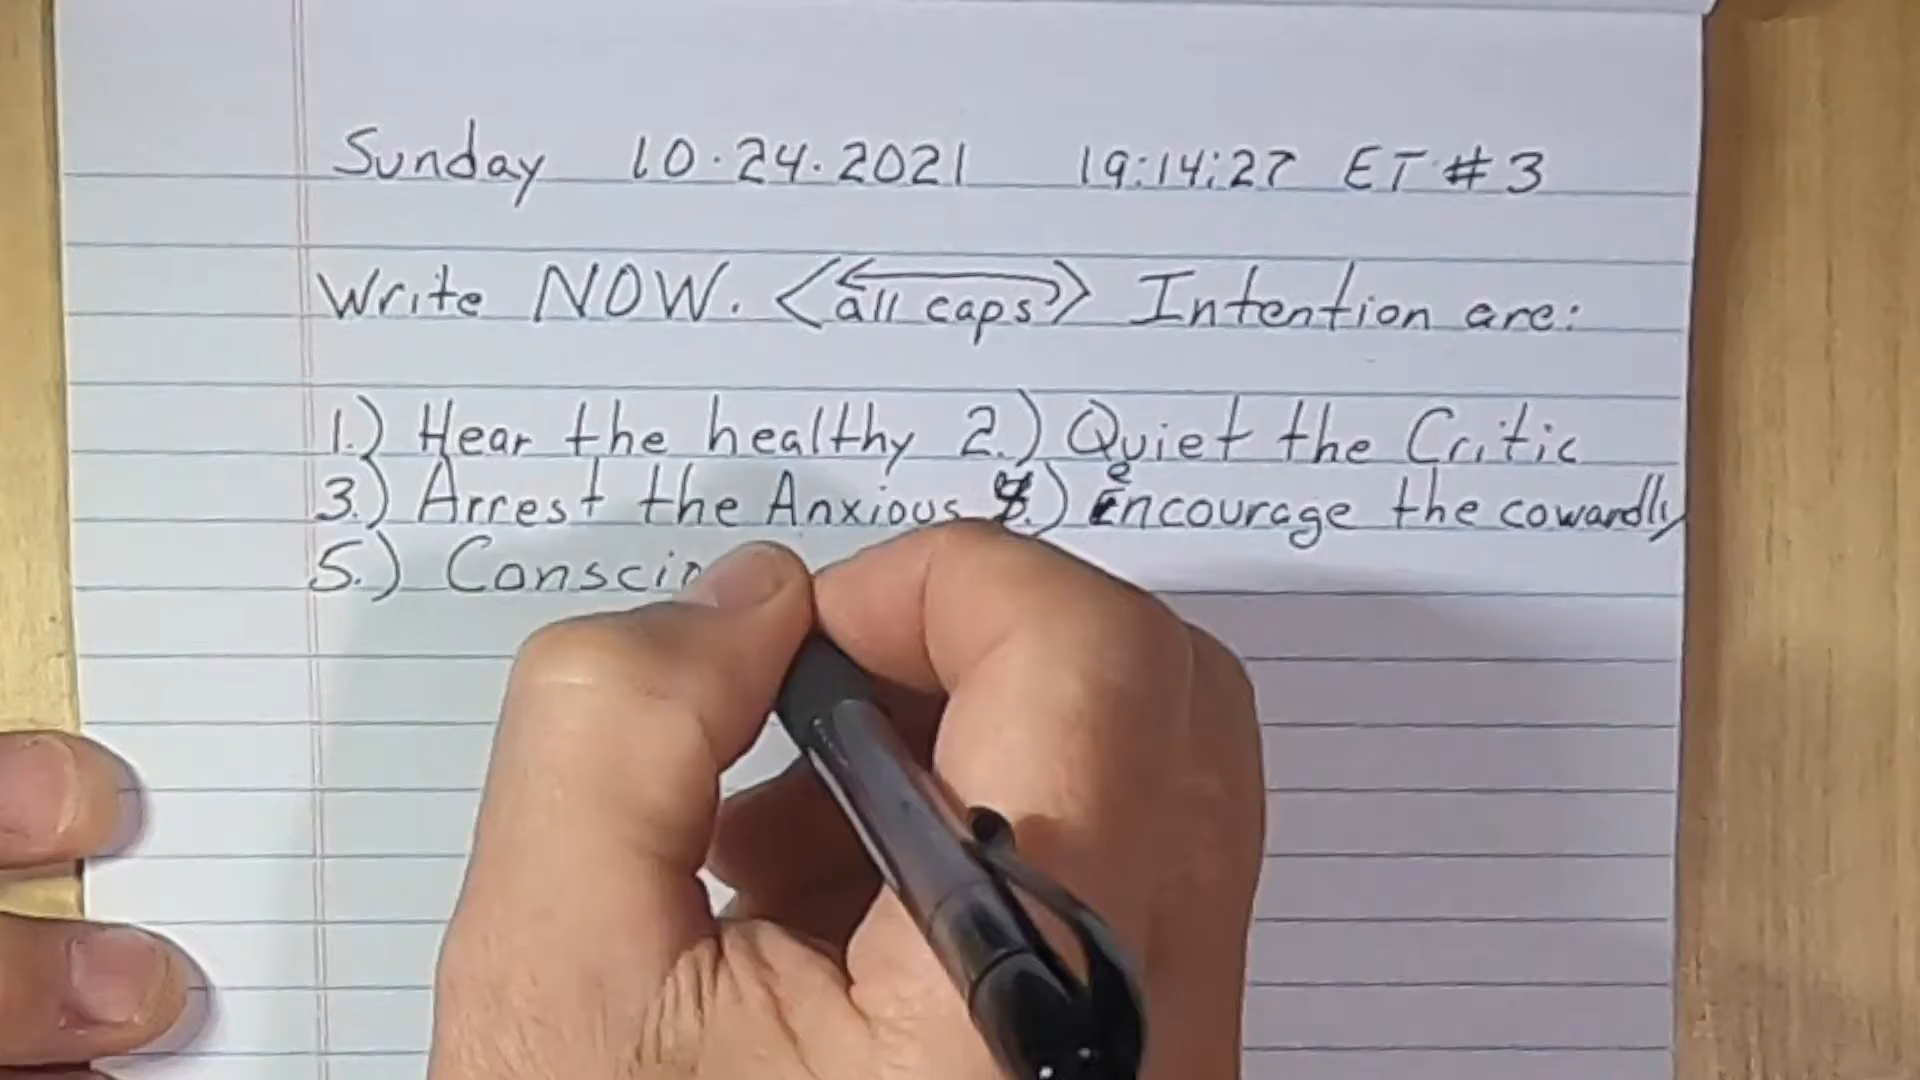 Sunday 10.24.2021 19:14:27 ET #3
Write NOW. <all caps> Intention are:
1.) Hear the healthy 2.) Quiet the Critic
3.) Arrest the Anxious 4.) encourage the cowardly
5.)